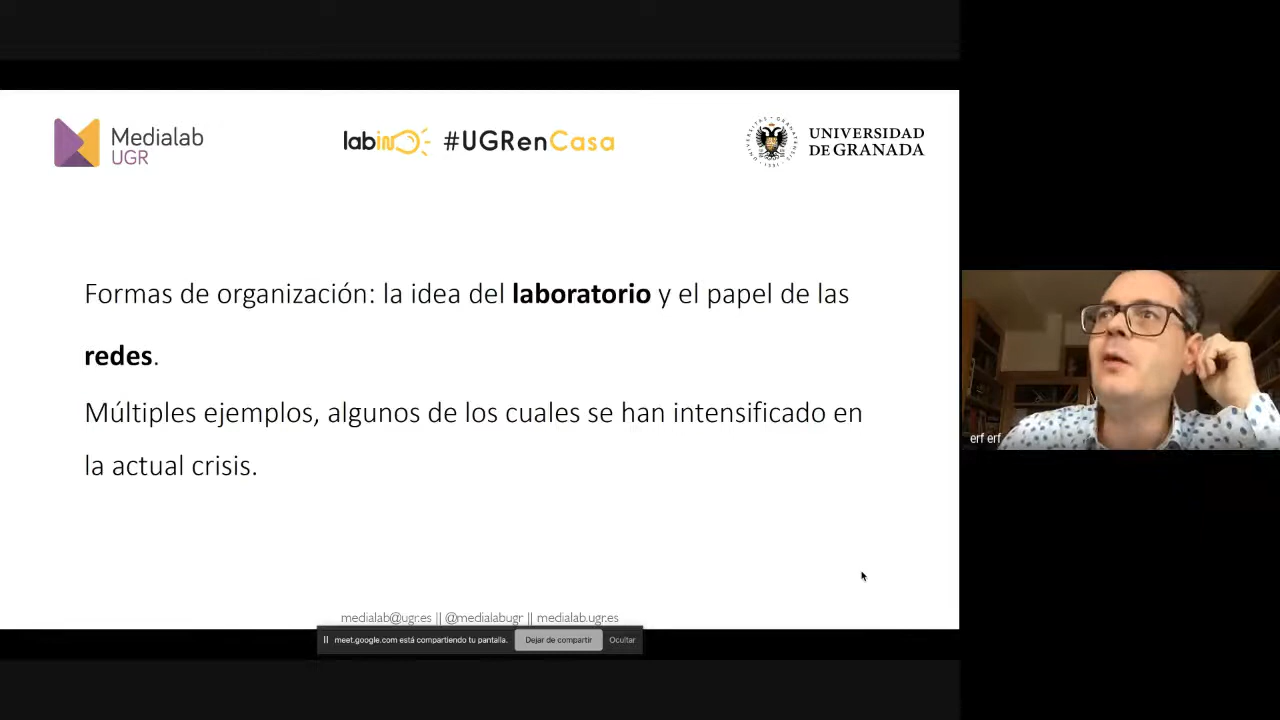 Medialab
UGR
labin #UGRenCasa
UNIVERSIDAD
DE GRANADA
Formas de organización: la idea del laboratorio y el papel de las
redes.
Múltiples ejemplos, algunos de los cuales se han intensificado en
la actual crisis.
erf erf
medialab@ugr.es || @medialabugr || medialab.ugr.es
meet.google.com está compartiendo tu pantalla. Dejar de compartir Ocultar